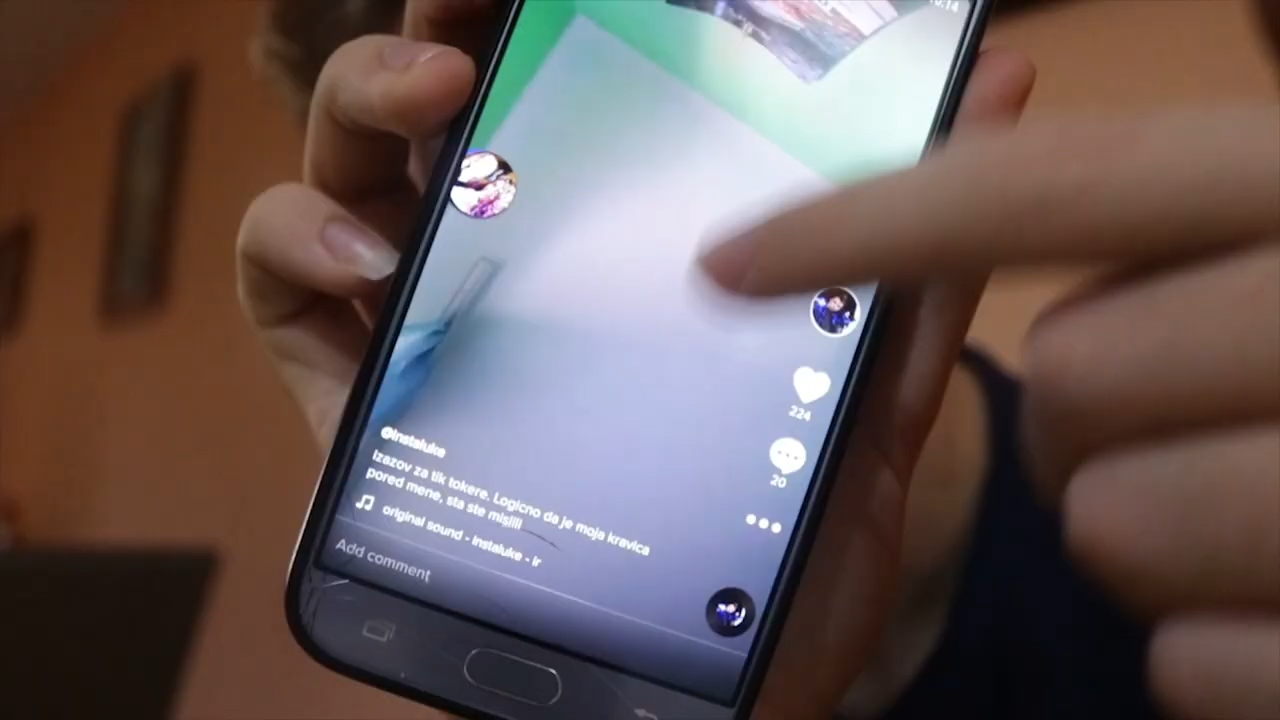 224
20
@Instaluke
Izazov za tik tokere. Logicno da je moja kravica
pored mene, sta ste mislili
original sound - Instaluke - ir
Add comment